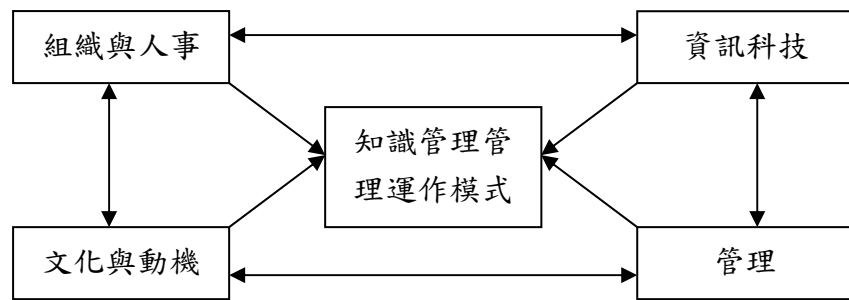 組織與人事
資訊科技
知識管理管
理運作模式
文化與動機
管理